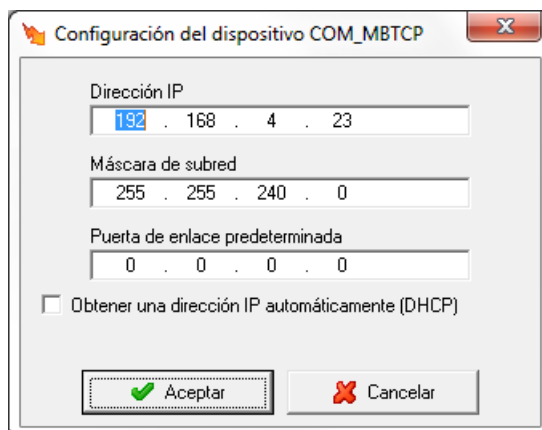 Configuración del dispositivo COM_MBTCP
Dirección IP
192 . 168 . 4 . 23
Máscara de subred
255 . 255 . 240 . 0
Puerta de enlace predeterminada
0 . 0 . 0 . 0
Obtener una dirección IP automáticamente (DHCP)
Aceptar Cancelar